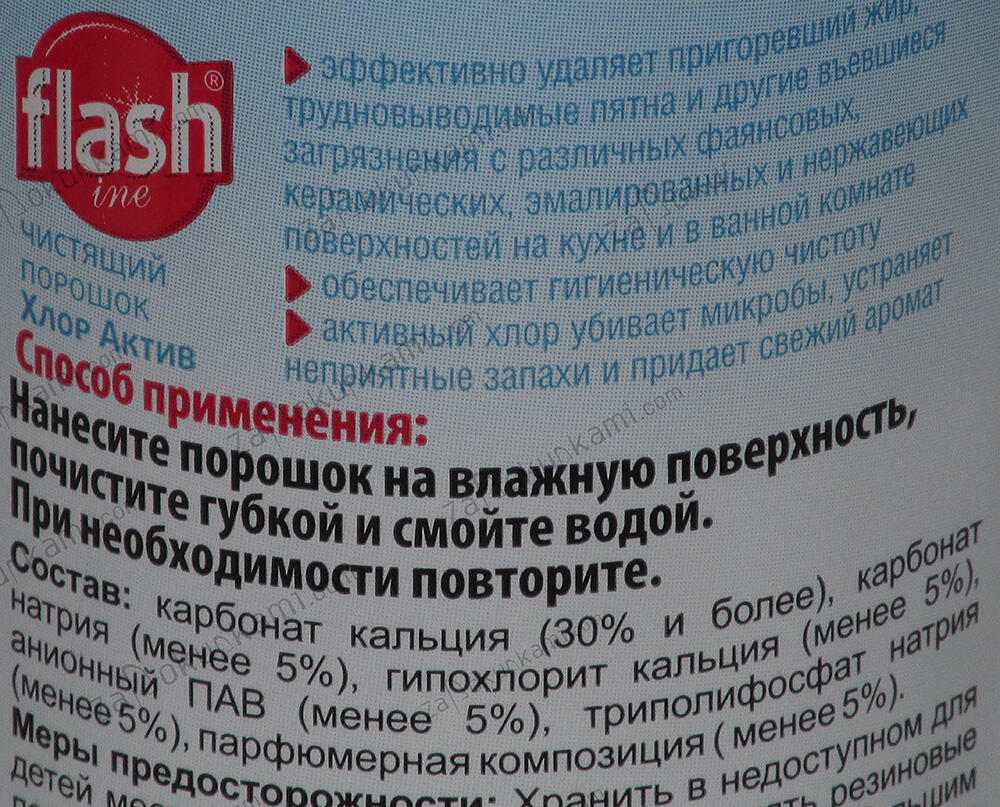 flash®
ine
чистящий
порошок
Хлор Актив
эффективно удаляет пригоревший жир,
трудновыводимые пятна и другие въевшиеся
загрязнения с различных фаянсовых,
керамических, эмалированных и нержавеющих
поверхностей на кухне и в ванной комнате
обеспечивает гигиеническую чистоту
активный хлор убивает микробы, устраняет
неприятные запахи и придает свежий аромат
Способ применения:
Нанесите порошок на влажную поверхность,
почистите губкой и смойте водой.
При необходимости повторите.
Состав: карбонат кальция (30% и более), карбонат
натрия (менее 5%), гипохлорит кальция (менее 5%),
анионный ПАВ (менее 5%), триполифосфат натрия
(менее 5%), парфюмерная композиция ( менее 5%).
Меры предосторожности: Хранить в недоступном для
детей резиновые